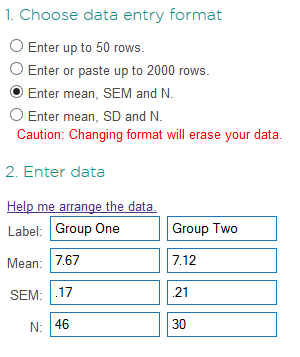 1. Choose data entry format
Enter up to 50 rows.
Enter or paste up to 2000 rows.
Enter mean, SEM and N.
Enter mean, SD and N.
Caution: Changing format will erase your data.
2. Enter data
Help me arrange the data.
Label: Group One Group Two
Mean: 7.67 7.12
SEM: .17 .21
N: 46 30